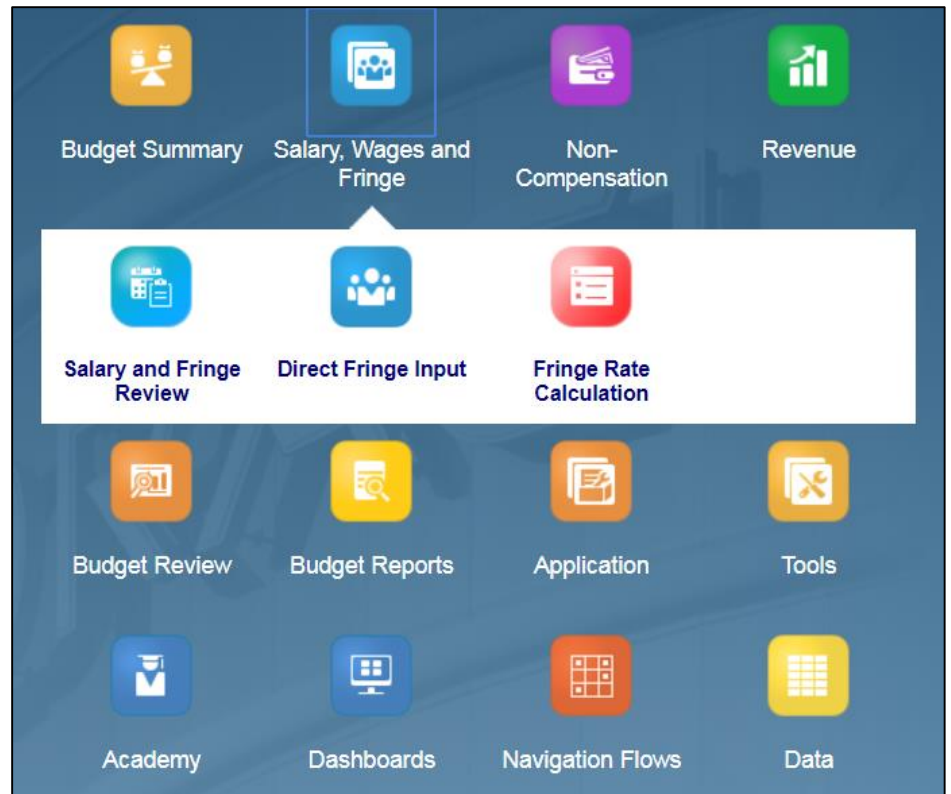 Budget Summary
Salary, Wages and
Fringe
Non-
Compensation
Revenue
Salary and Fringe
Review
Direct Fringe Input
Fringe Rate
Calculation
Budget Review
Budget Reports
Application
Tools
Academy
Dashboards
Navigation Flows
Data